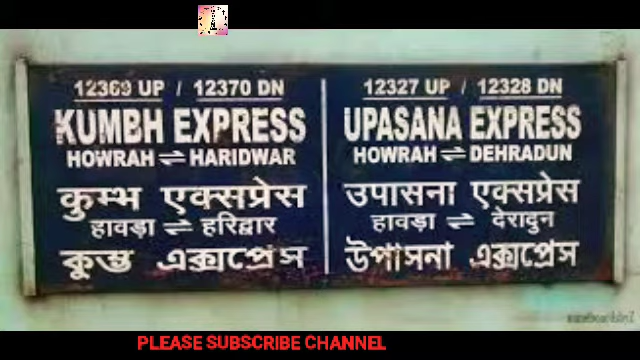 12369 UP / 12370 DN
KUMBH EXPRESS
HOWRAH ⇌ HARIDWAR
कुम्भ एक्सप्रेस
हावड़ा ⇌ हरिद्वार
কুম্ভ এক্সপ্রেস
12327 UP / 12328 DN
UPASANA EXPRESS
HOWRAH ⇌ DEHRADUN
उपासना एक्सप्रेस
हावड़ा ⇌ देरादुन
উপাসনা এক্সপ্রেস
PLEASE SUBSCRIBE CHANNEL